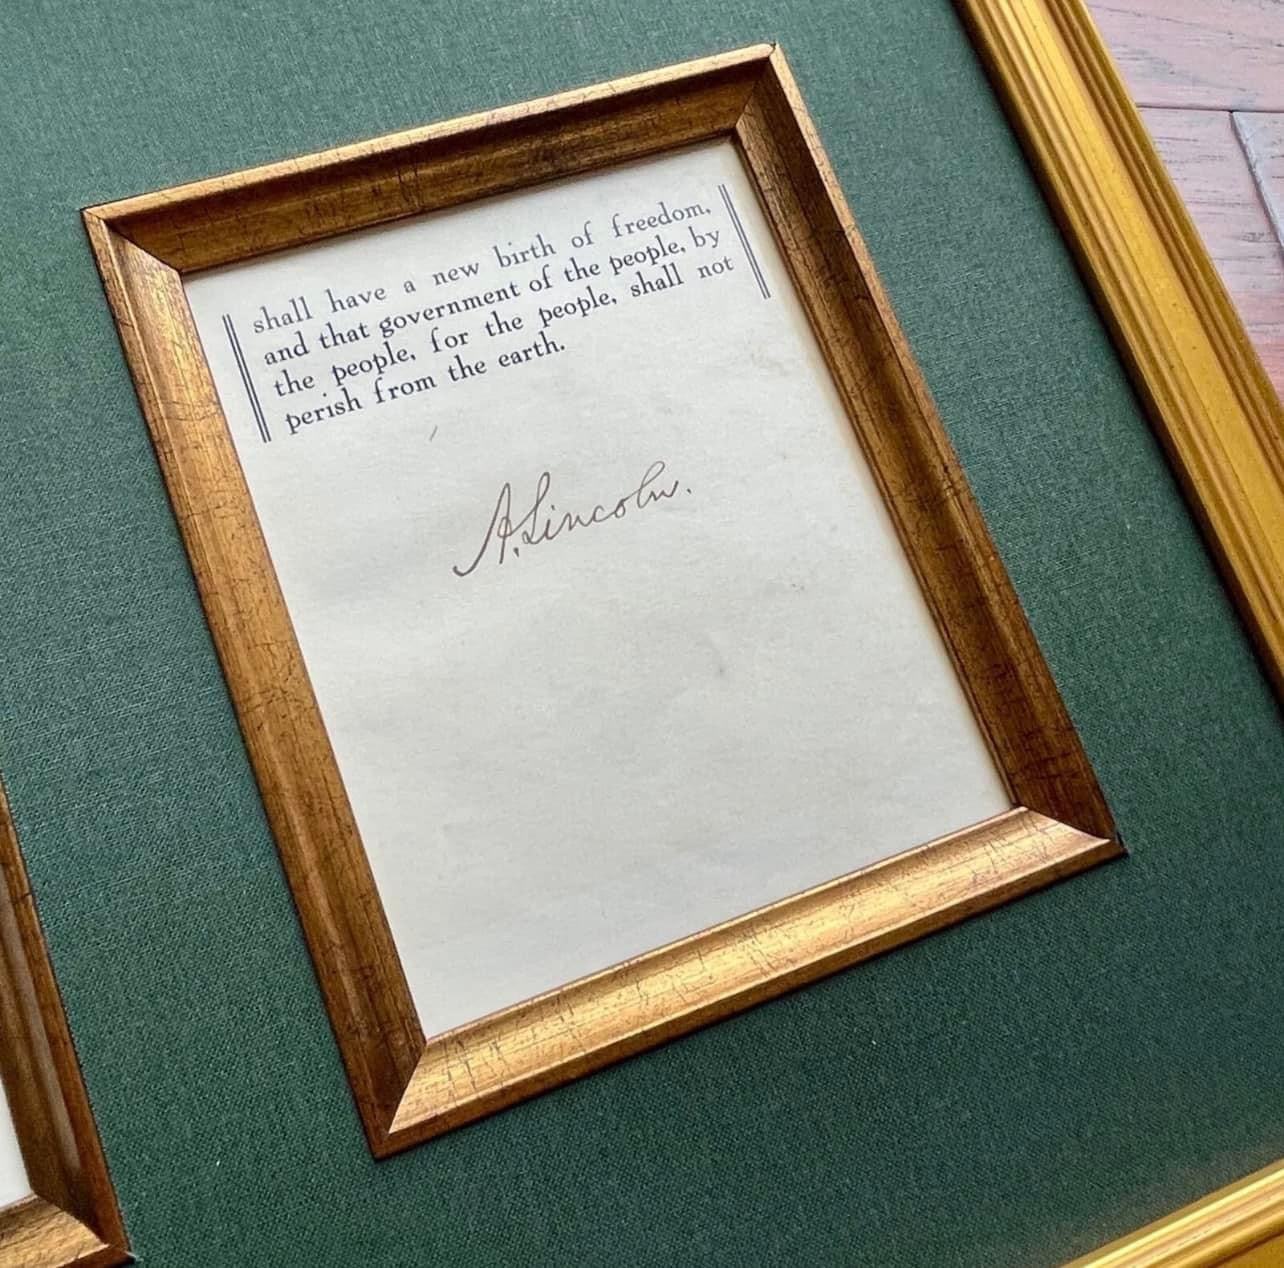 shall have a new birth of freedom,
and that government of the people, by
the people, for the people, shall not
perish from the earth.
A. Lincoln.